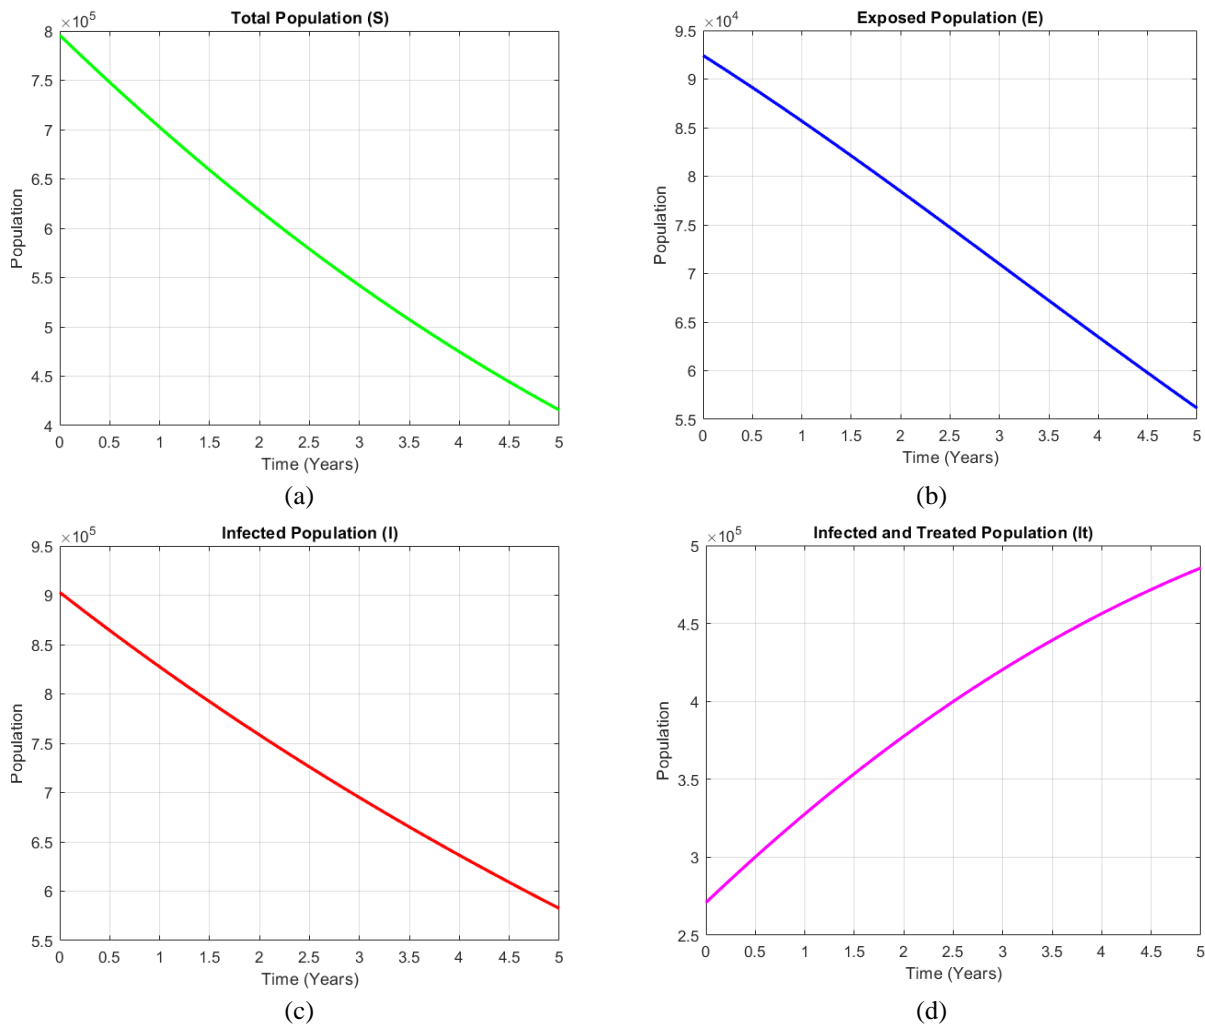 Total Population (S)
×10^5
8
7.5
7
6.5
6
5.5
5
4.5
4
Population
0 0.5 1 1.5 2 2.5 3 3.5 4 4.5 5
Time (Years)
(a)
Exposed Population (E)
×10^4
9.5
9
8.5
8
7.5
7
6.5
6
5.5
Population
0 0.5 1 1.5 2 2.5 3 3.5 4 4.5 5
Time (Years)
(b)
Infected Population (I)
×10^5
9.5
9
8.5
8
7.5
7
6.5
6
5.5
Population
0 0.5 1 1.5 2 2.5 3 3.5 4 4.5 5
Time (Years)
(c)
Infected and Treated Population (It)
×10^5
5
4.5
4
3.5
3
2.5
Population
0 0.5 1 1.5 2 2.5 3 3.5 4 4.5 5
Time (Years)
(d)